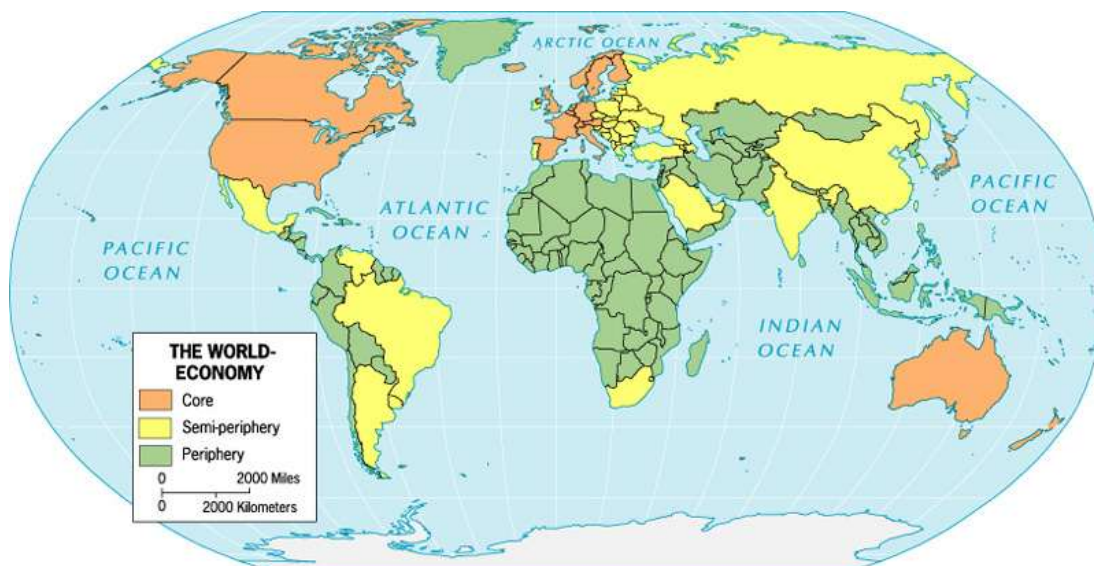 ARCTIC OCEAN
ATLANTIC
OCEAN
PACIFIC
OCEAN
PACIFIC
OCEAN
INDIAN
OCEAN
THE WORLD-
ECONOMY
Core
Semi-periphery
Periphery
0 2000 Miles
0 2000 Kilometers